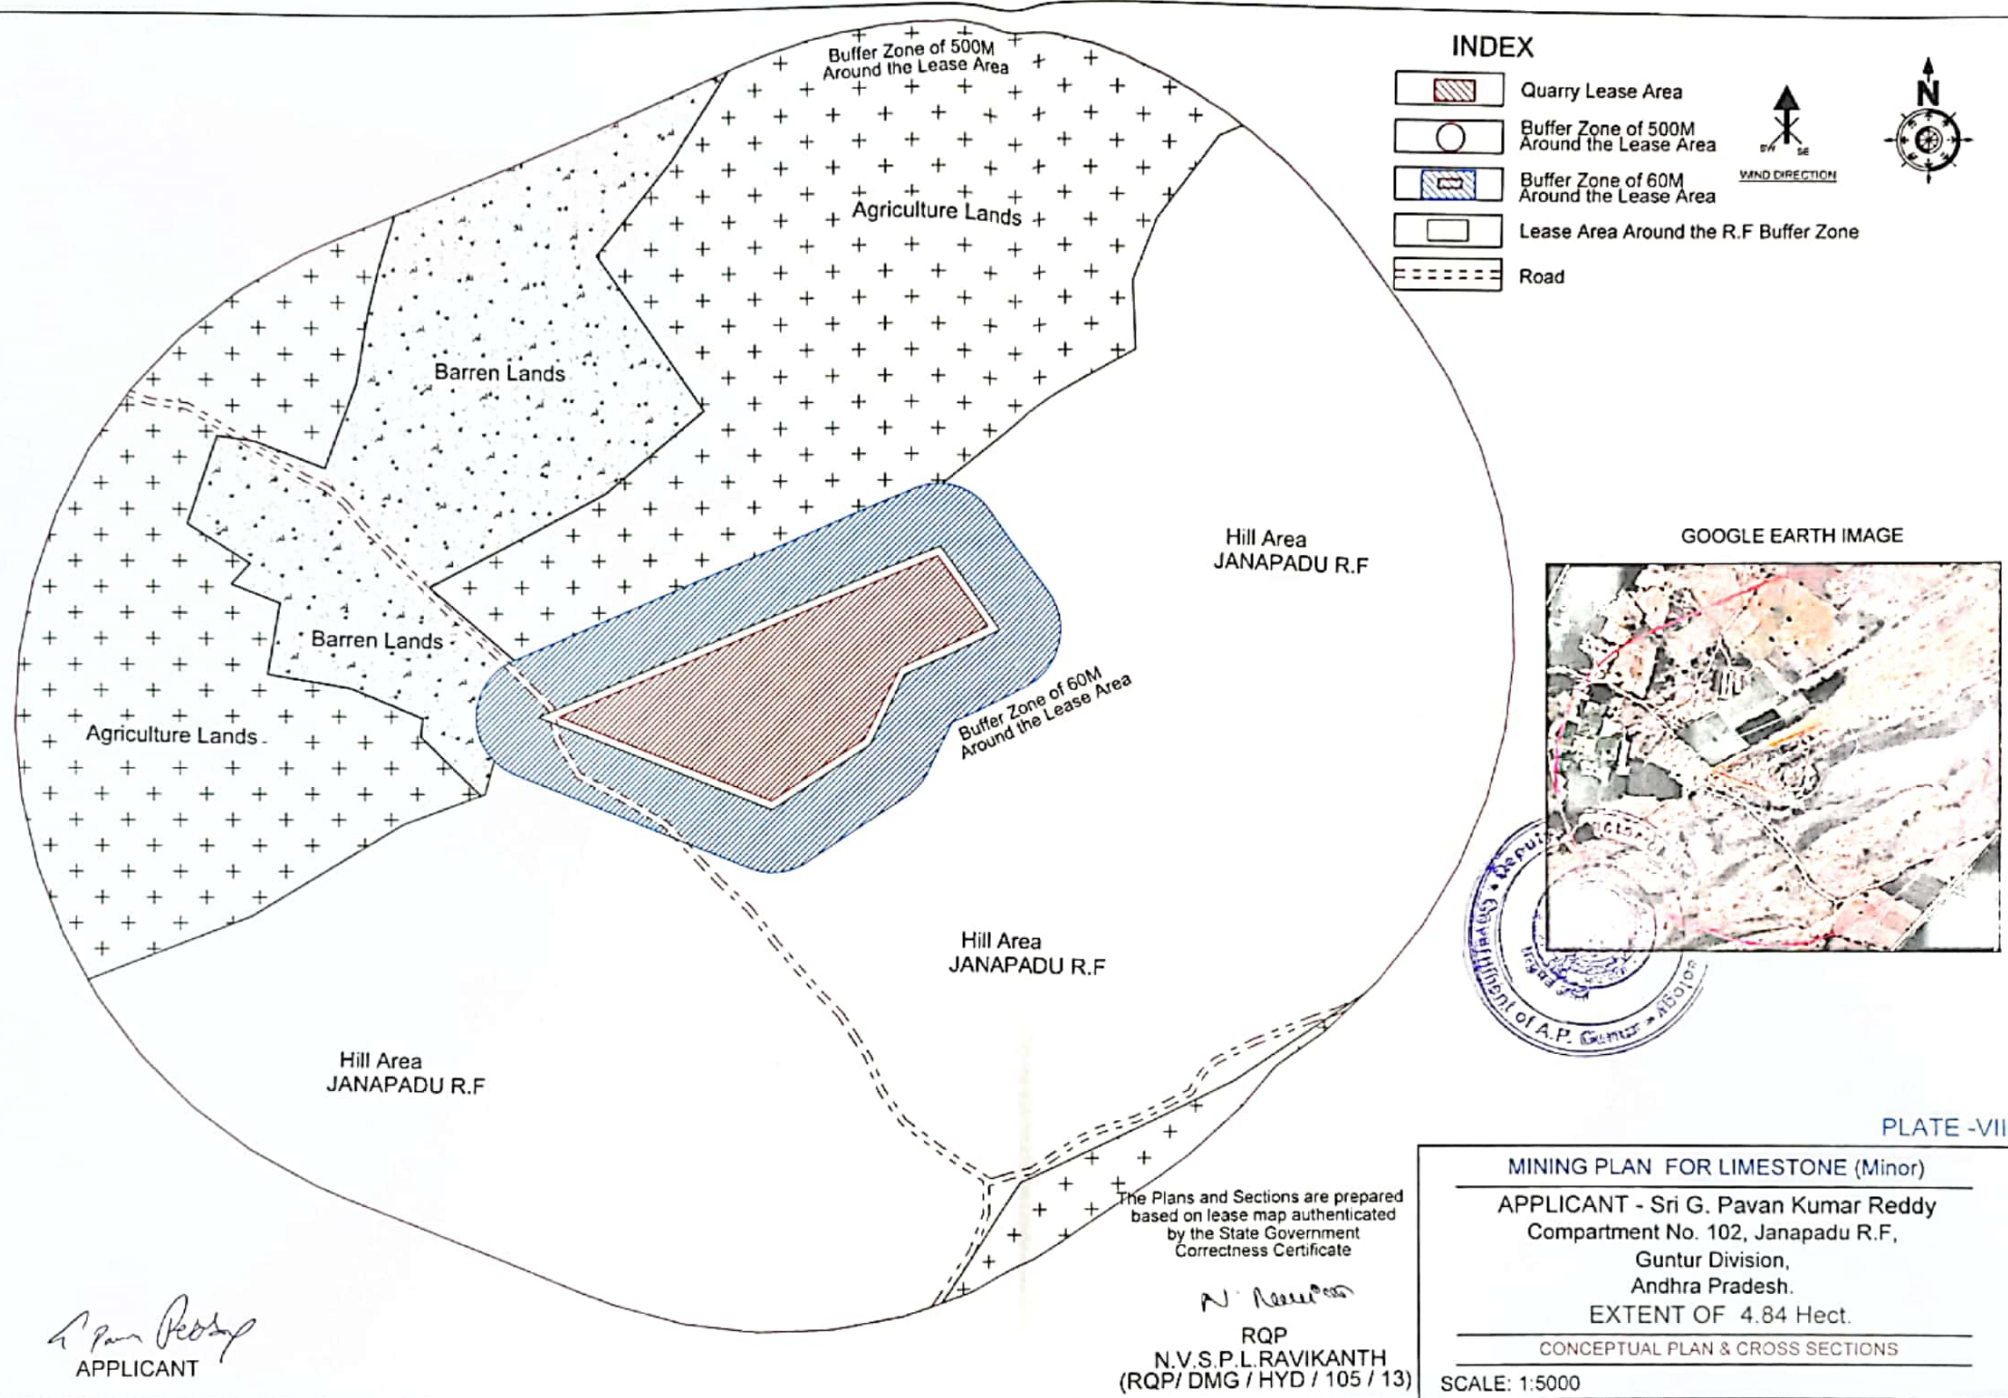 Buffer Zone of 500M
Around the Lease Area
Agriculture Lands
Barren Lands
Barren Lands
Agriculture Lands
Hill Area
JANAPADU R.F
Buffer Zone of 60M
Around the Lease Area
Hill Area
JANAPADU R.F
Hill Area
JANAPADU R.F
INDEX
Quarry Lease Area
Buffer Zone of 500M
Around the Lease Area
Buffer Zone of 60M
Around the Lease Area
Lease Area Around the R.F Buffer Zone
Road
SW SE
WIND DIRECTION
N
GOOGLE EARTH IMAGE
Government of A.P. Guntur
The Plans and Sections are prepared
based on lease map authenticated
by the State Government
Correctness Certificate
RQP
N.V.S.P.L.RAVIKANTH
(RQP/ DMG / HYD / 105 / 13)
APPLICANT
PLATE -VII
MINING PLAN FOR LIMESTONE (Minor)
APPLICANT - Sri G. Pavan Kumar Reddy
Compartment No. 102, Janapadu R.F,
Guntur Division,
Andhra Pradesh.
EXTENT OF 4.84 Hect.
CONCEPTUAL PLAN & CROSS SECTIONS
SCALE: 1:5000